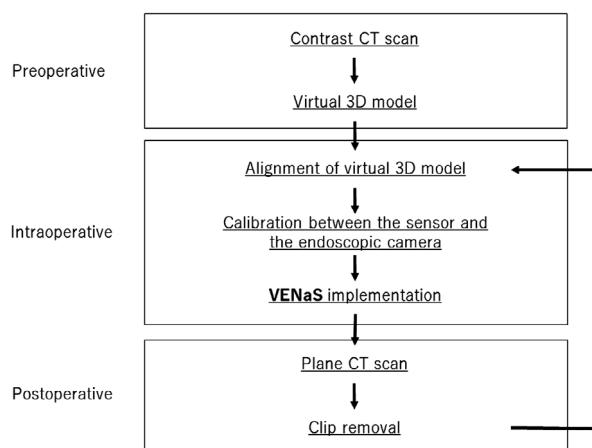 Preoperative
Contrast CT scan
Virtual 3D model
Intraoperative
Alignment of virtual 3D model
Calibration between the sensor and
the endoscopic camera
VENaS implementation
Postoperative
Plane CT scan
Clip removal